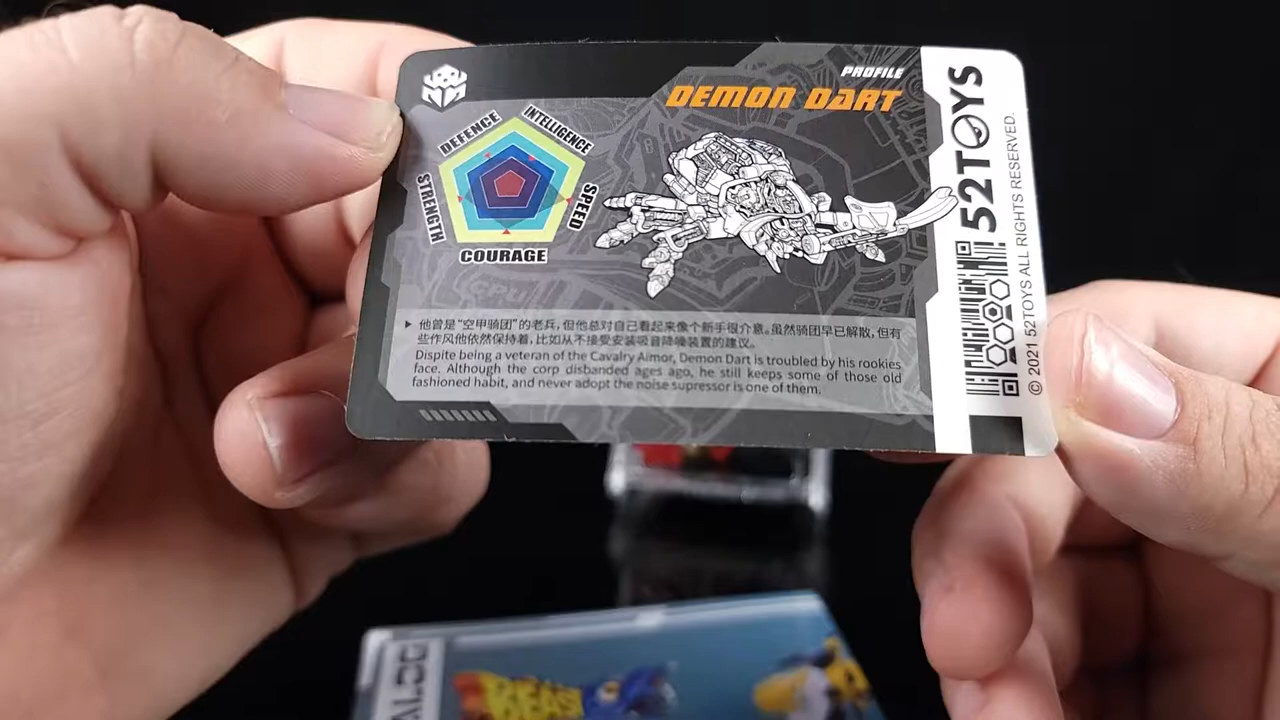 PROFILE
DEMON DART
DEFENCE
INTELLIGENCE
STRENGTH
SPEED
COURAGE
CPU
他曾是“空甲骑团”的老兵，但他总对自己看起来像个新手很介意。虽然骑团早已解散，但有
些作风他依然保持着，比如从不接受安装吸音降噪装置的建议。
Dispite being a veteran of the Cavalry Aimor, Demon Dart is troubled by his rookies
face. Although the corp disbanded ages ago, he still keeps some of those old
fashioned habit, and never adopt the noise supressor is one of them.
52TOYS
© 2021 52TOYS ALL RIGHTS RESERVED.